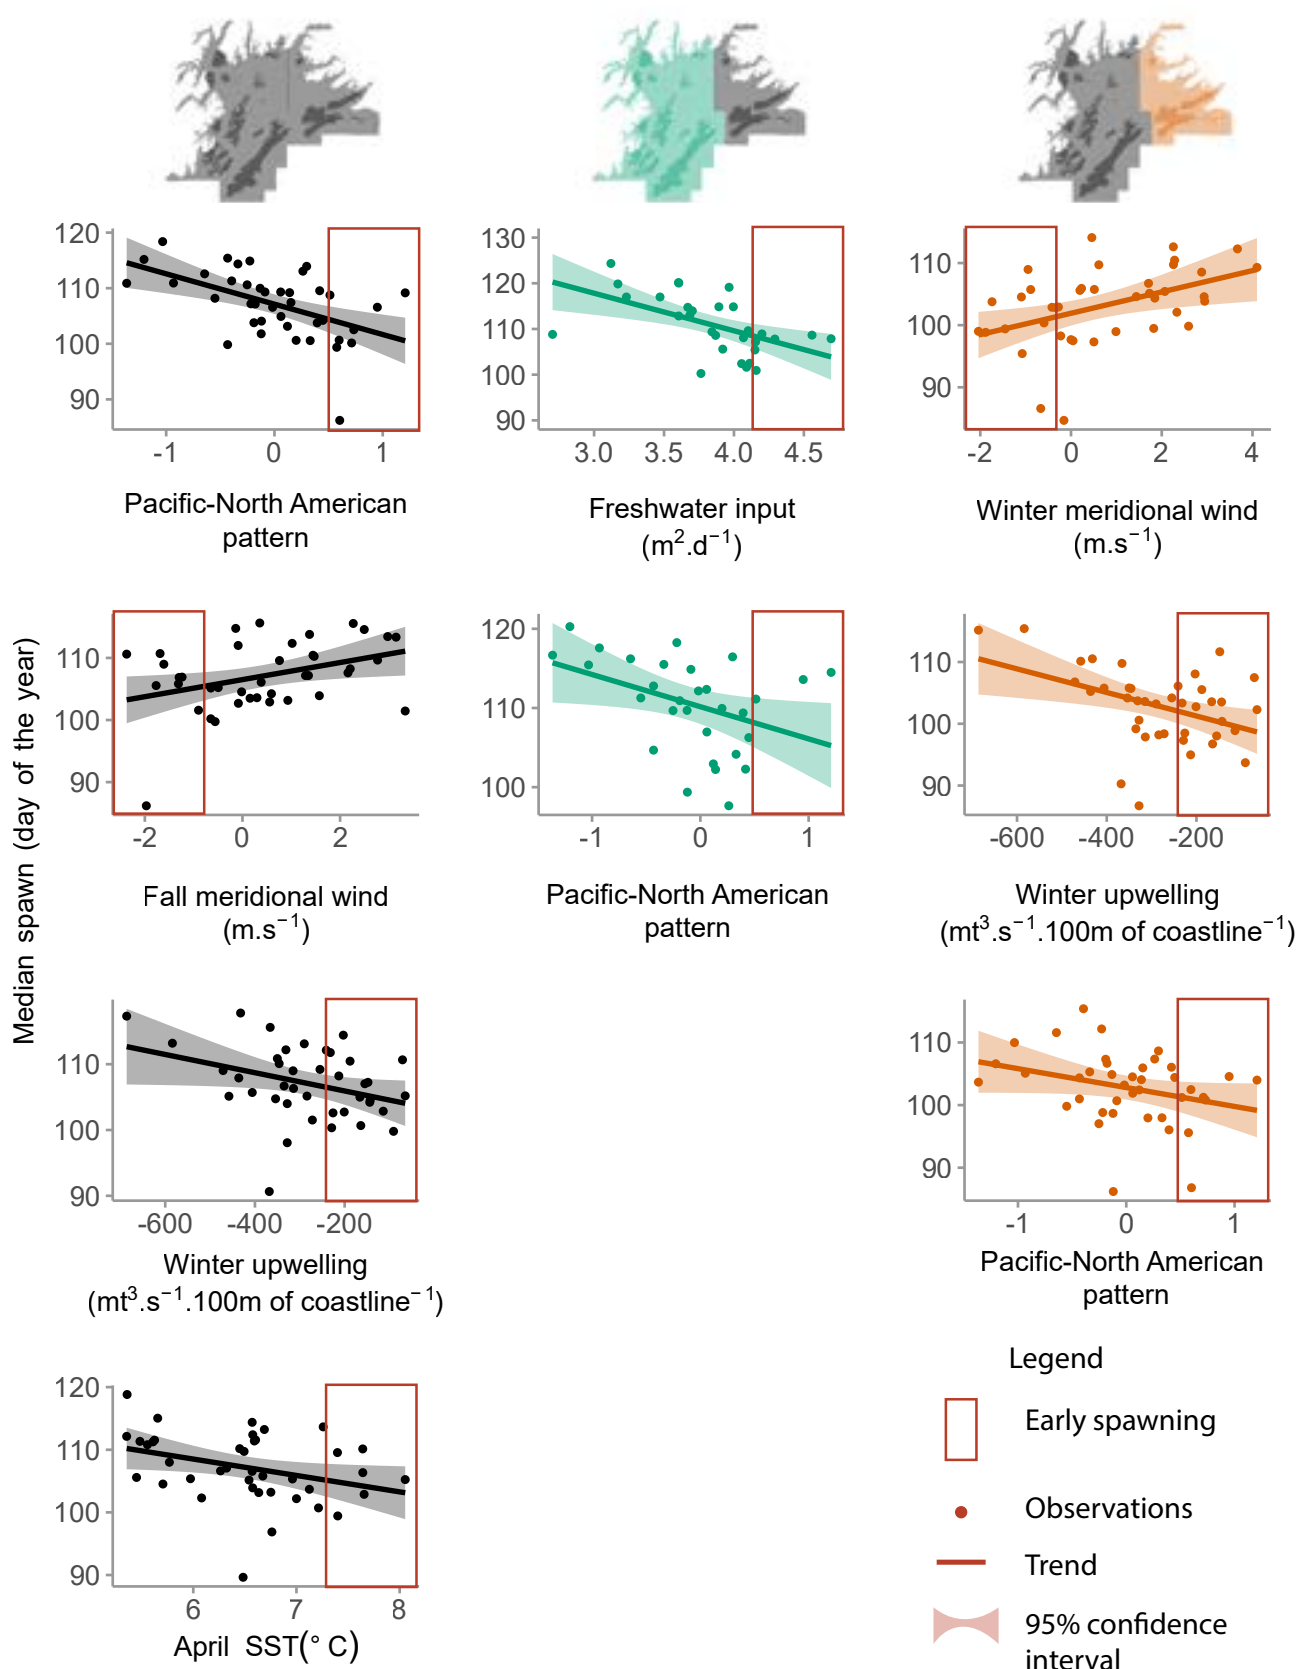 Median spawn (day of the year)
120
110
100
90
-1
0
1
Pacific-North American
pattern
130
120
110
100
90
3.0
3.5
4.0
4.5
Freshwater input
(m².d⁻¹)
110
100
90
-2
0
2
4
Winter meridional wind
(m.s⁻¹)
110
100
90
-2
0
2
Fall meridional wind
(m.s⁻¹)
120
110
100
-1
0
1
Pacific-North American
pattern
110
100
90
-600
-400
-200
Winter upwelling
(mt³.s⁻¹.100m of coastline⁻¹)
110
100
90
-600
-400
-200
Winter upwelling
(mt³.s⁻¹.100m of coastline⁻¹)
110
100
90
-1
0
1
Pacific-North American
pattern
120
110
100
90
6
7
8
April SST(° C)
Legend
Early spawning
Observations
Trend
95% confidence
interval